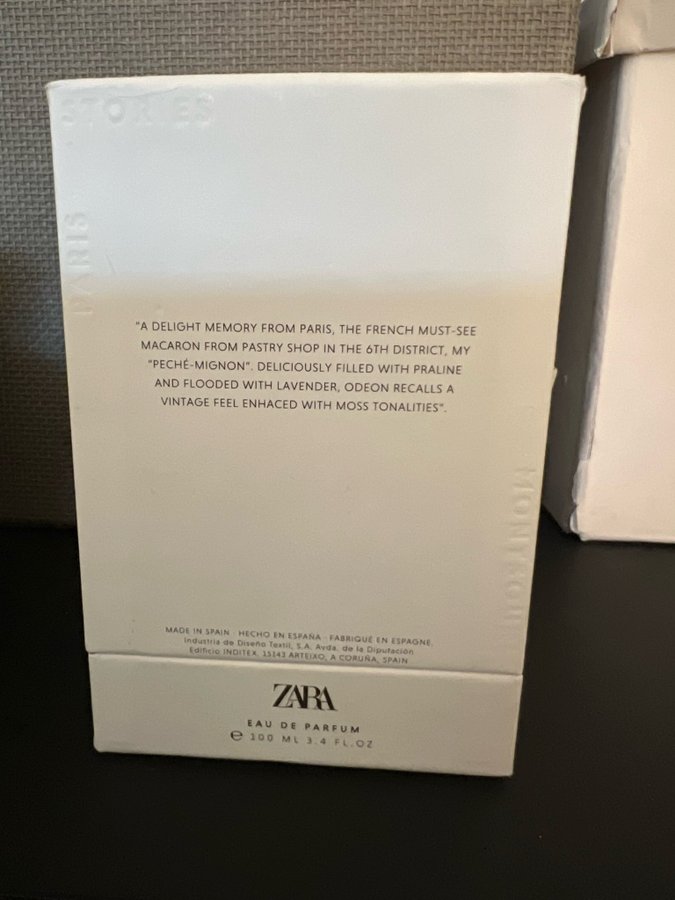 STORIES
PARIS
"A DELIGHT MEMORY FROM PARIS, THE FRENCH MUST-SEE
MACARON FROM PASTRY SHOP IN THE 6TH DISTRICT, MY
"PECHÉ-MIGNON". DELICIOUSLY FILLED WITH PRALINE
AND FLOODED WITH LAVENDER, ODEON RECALLS A
VINTAGE FEEL ENHACED WITH MOSS TONALITIES".
MADE IN SPAIN · HECHO EN ESPAÑA · FABRIQUÉ EN ESPAGNE.
Industria de Diseño Textil, S.A. Avda. de la Diputación
Edificio INDITEX, 15143 ARTEIXO, A CORUÑA, SPAIN
ZARA
EAU DE PARFUM
℮ 100 ML 3.4 FL.OZ